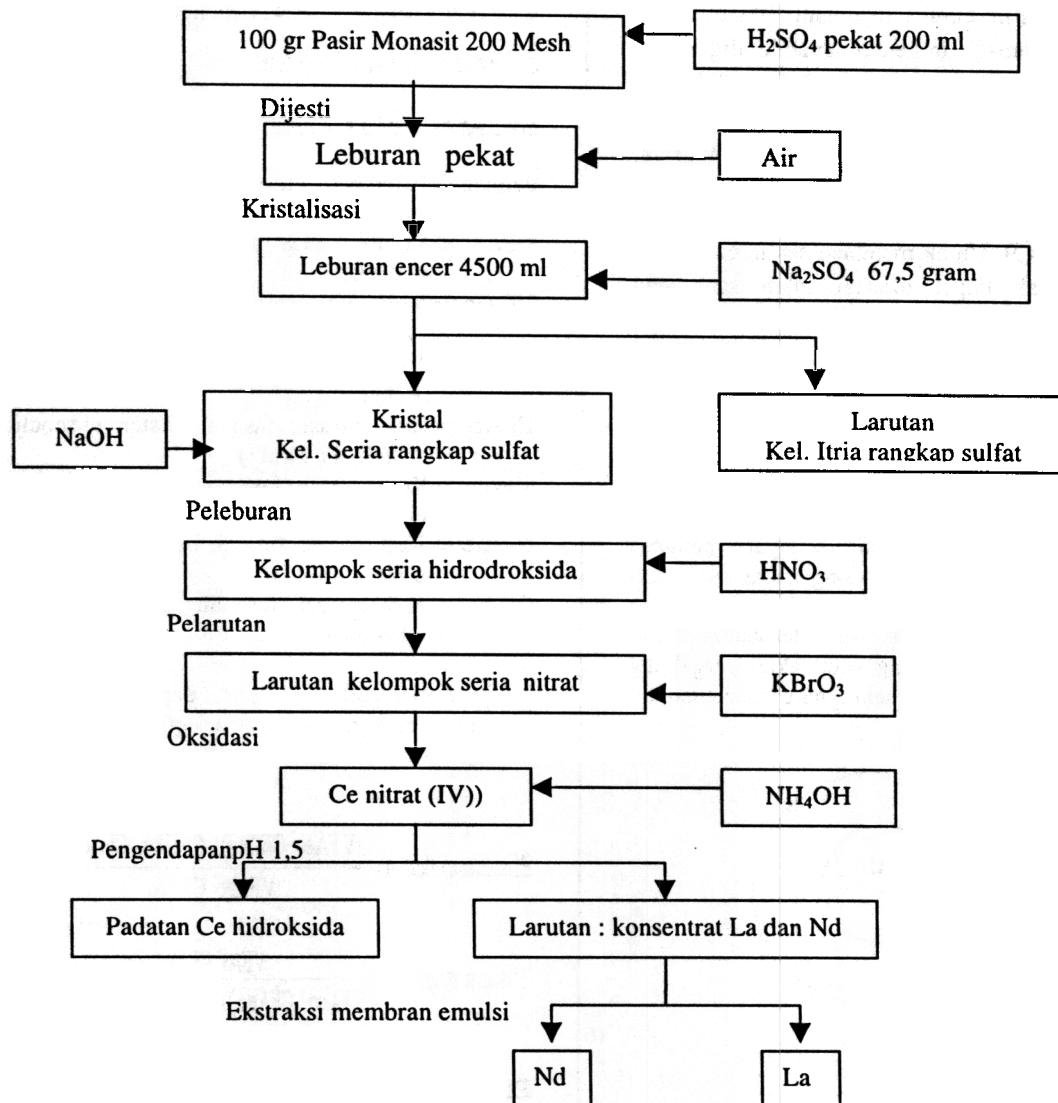 100 gr Pasir Monasit 200 Mesh
H₂SO₄ pekat 200 ml
Dijesti
Leburan pekat
Air
Kristalisasi
Leburan encer 4500 ml
Na₂SO₄ 67,5 gram
NaOH
Kristal
Kel. Seria rangkap sulfat
Larutan
Kel. Itria rangkap sulfat
Peleburan
Kelompok seria hidrodroksida
HNO₃
Pelarutan
Larutan kelompok seria nitrat
KBrO₃
Oksidasi
Ce nitrat (IV))
NH₄OH
PengendapanpH 1,5
Padatan Ce hidroksida
Larutan : konsentrat La dan Nd
Ekstraksi membran emulsi
Nd
La